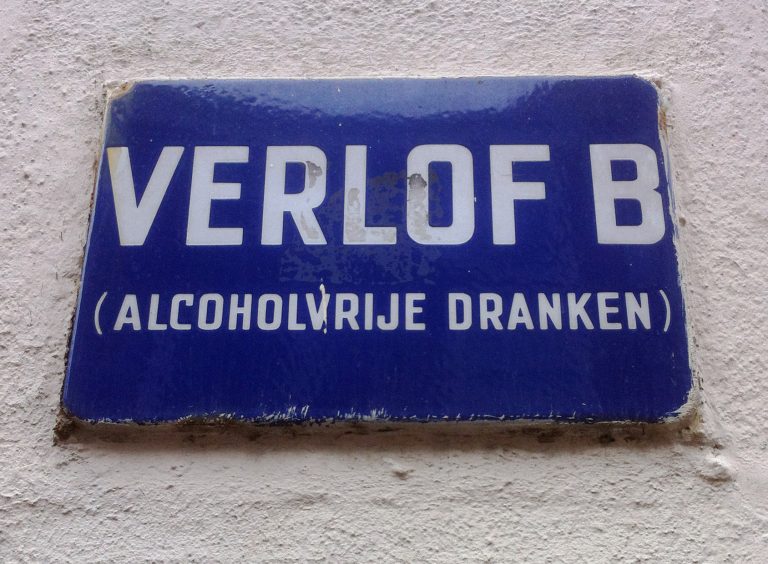 VERLOF B
(ALCOHOLVRIJE DRANKEN)